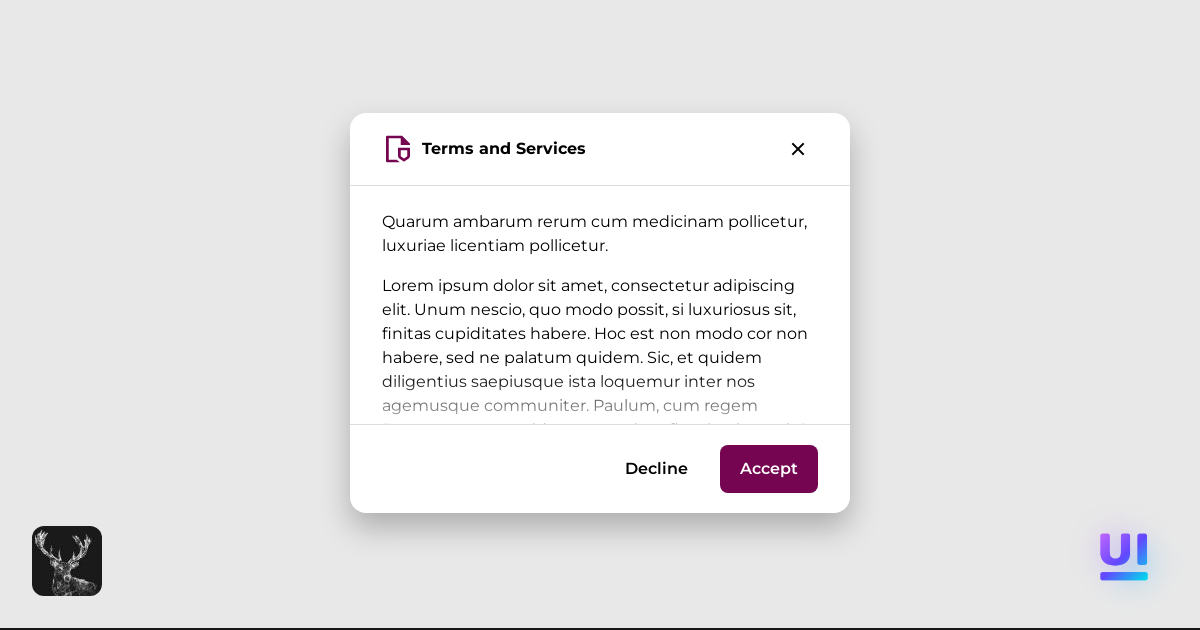 Terms and Services
Quarum ambarum rerum cum medicinam pollicetur,
luxuriae licentiam pollicetur.
Lorem ipsum dolor sit amet, consectetur adipiscing
elit. Unum nescio, quo modo possit, si luxuriosus sit,
finitas cupiditates habere. Hoc est non modo cor non
habere, sed ne palatum quidem. Sic, et quidem
diligentius saepiusque ista loquemur inter nos
agemusque communiter. Paulum, cum regem
Decline
Accept
UI